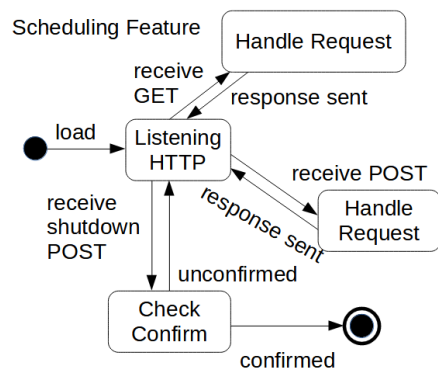 Scheduling Feature
Handle Request
receive
GET
response sent
load
Listening
HTTP
receive POST
response sent
Handle
Request
receive
shutdown
POST
unconfirmed
Check
Confirm
confirmed